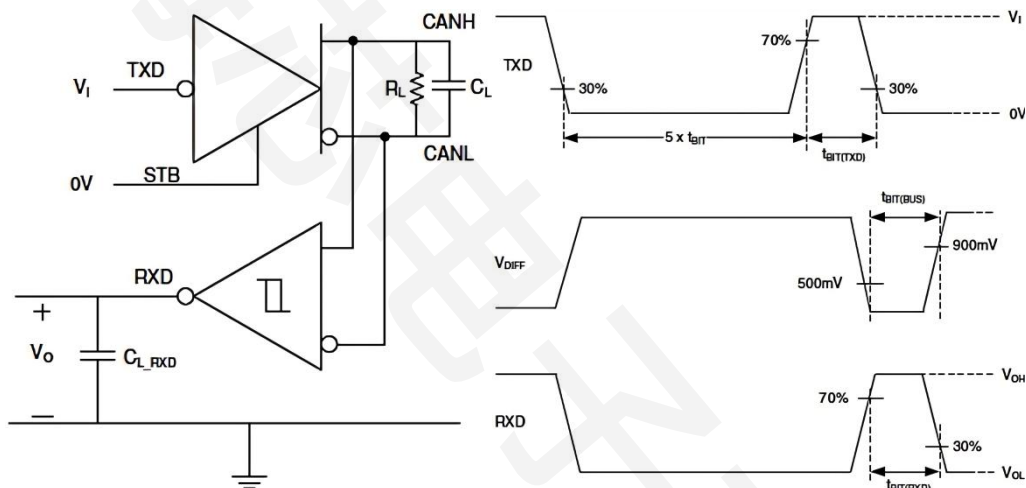 CANH
TXD
V_I
R_L
C_L
STB
0V
CANL
RXD
+
V_O
C_L_RXD
—
V_I
70%
TXD
30%
30%
0V
5 x t_BIT
t_BIT(TXD)
t_BIT(BUS)
900mV
V_DIFF
500mV
V_OH
70%
RXD
30%
V_OL
t_BIT(RXD)